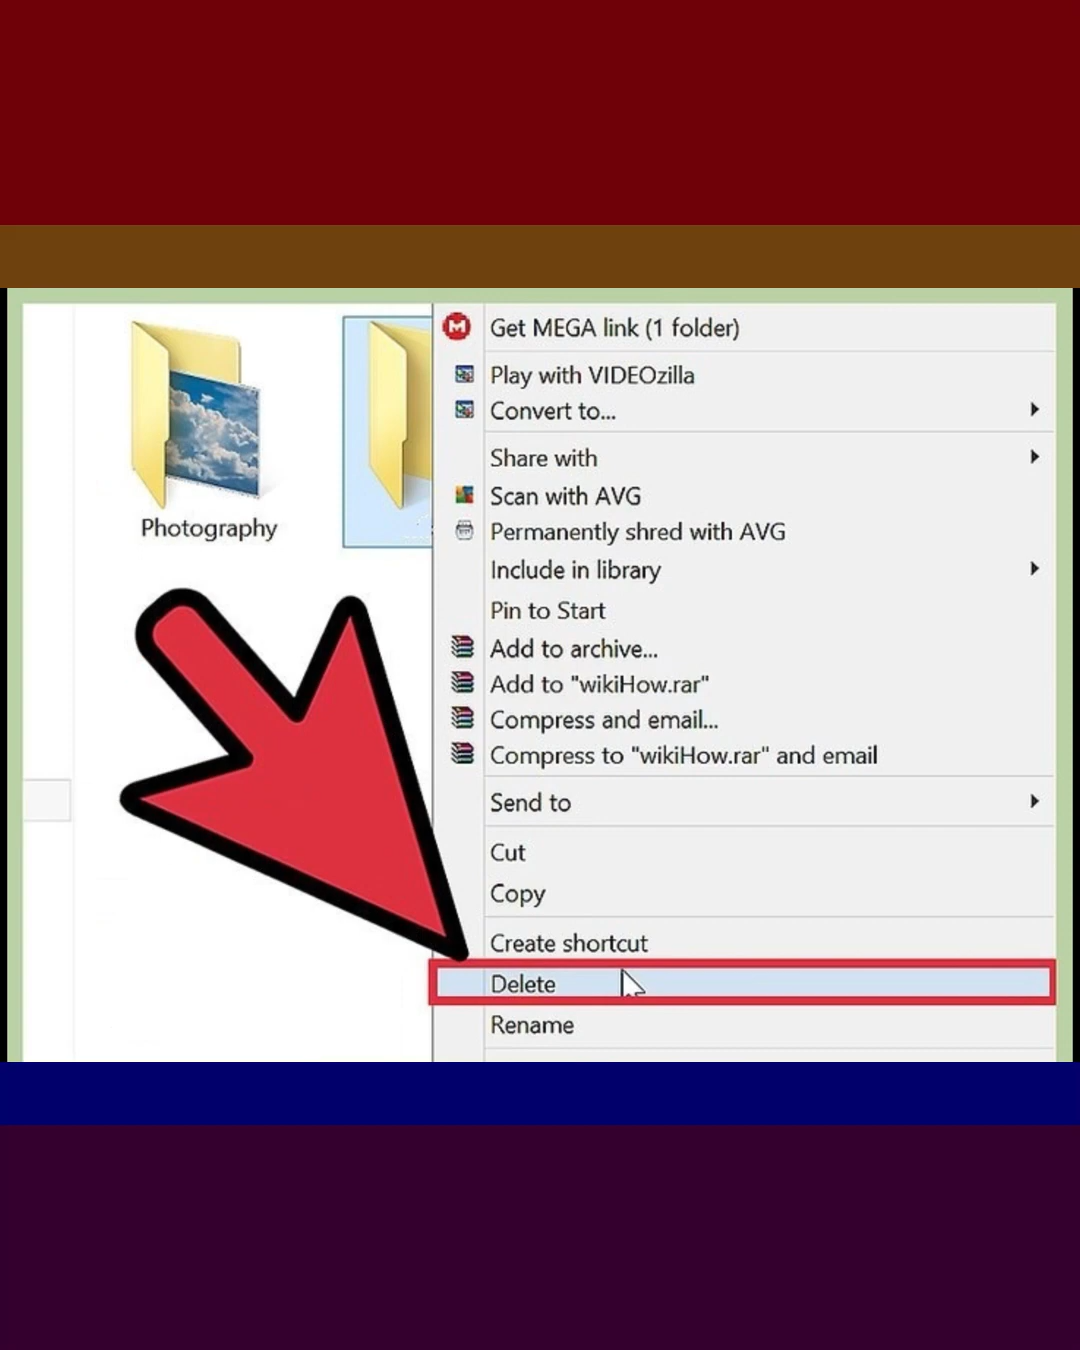 Photography
Get MEGA link (1 folder)
Play with VIDEOzilla
Convert to...
Share with
Scan with AVG
Permanently shred with AVG
Include in library
Pin to Start
Add to archive...
Add to "wikiHow.rar"
Compress and email...
Compress to "wikiHow.rar" and email
Send to
Cut
Copy
Create shortcut
Delete
Rename